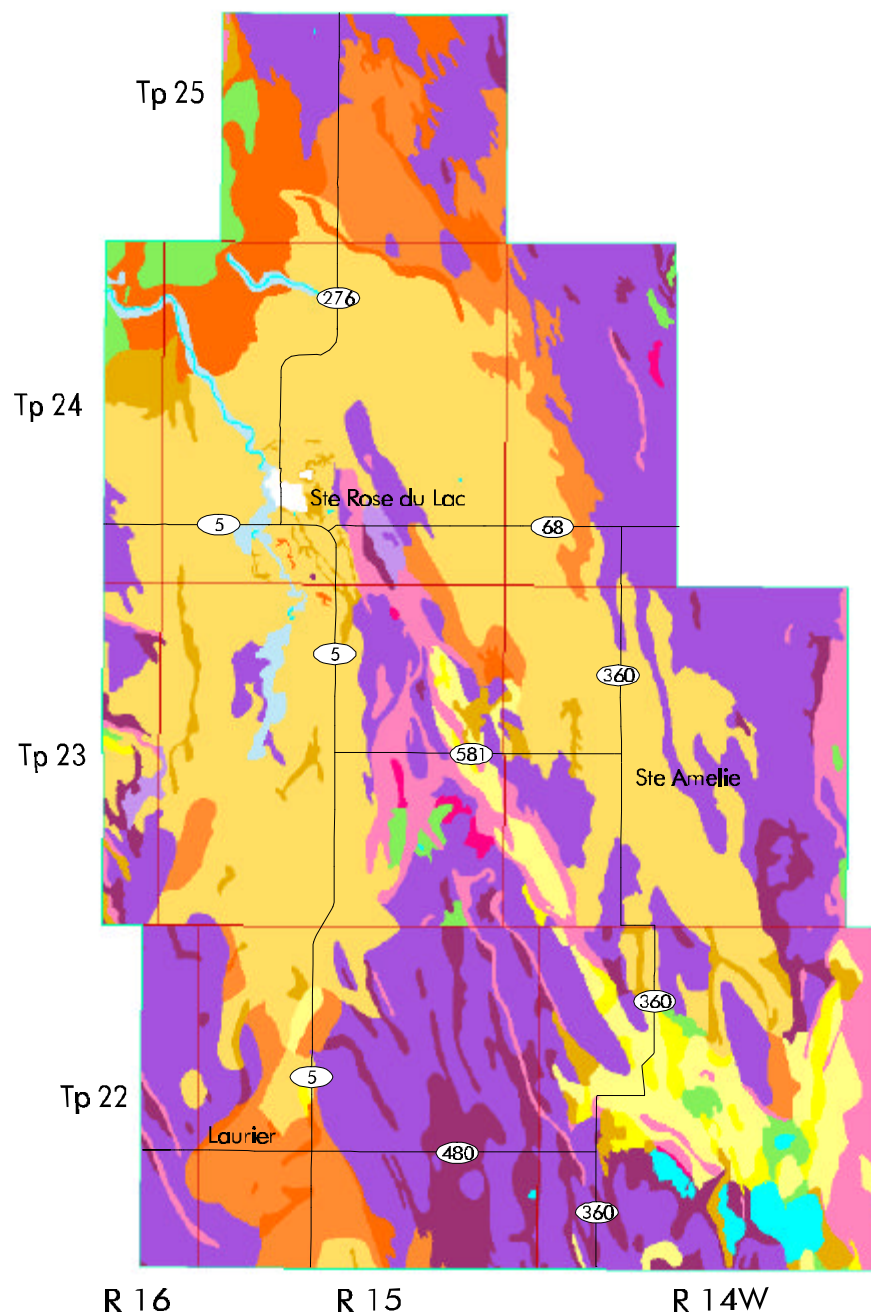 Tp 25
276
Tp 24
Ste Rose du Lac
5
68
5
360
581
Tp 23
Ste Amelie
360
5
Tp 22
Laurier
480
360
R 16
R 15
R 14W